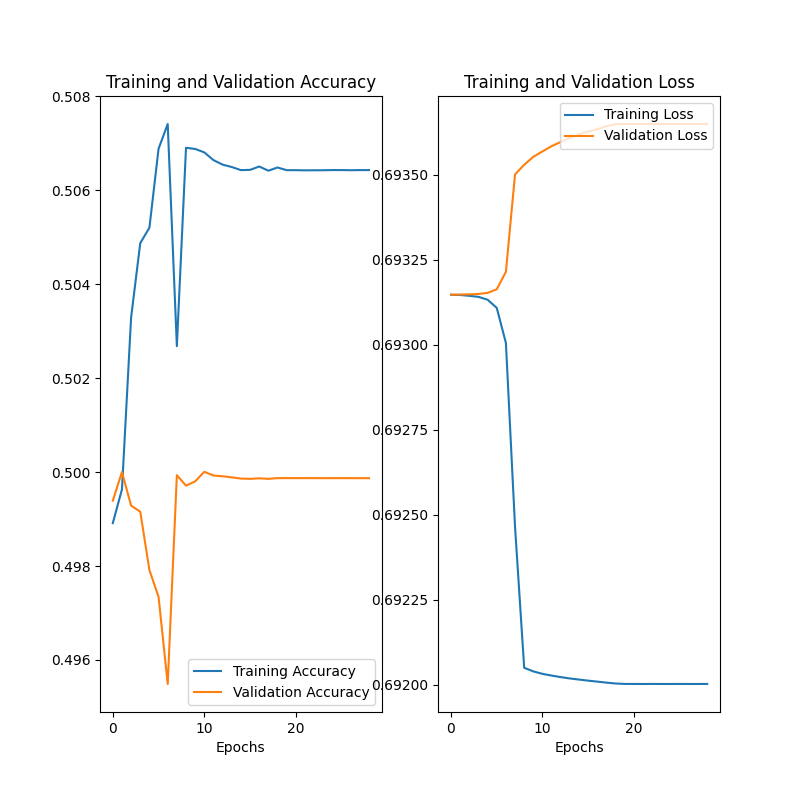 Training and Validation Accuracy
0.508
0.506
0.504
0.502
0.500
0.498
0.496
0
10
20
Epochs
Training Accuracy
Validation Accuracy
Training and Validation Loss
0.69350
0.69325
0.69300
0.69275
0.69250
0.69225
0.69200
0
10
20
Epochs
Training Loss
Validation Loss